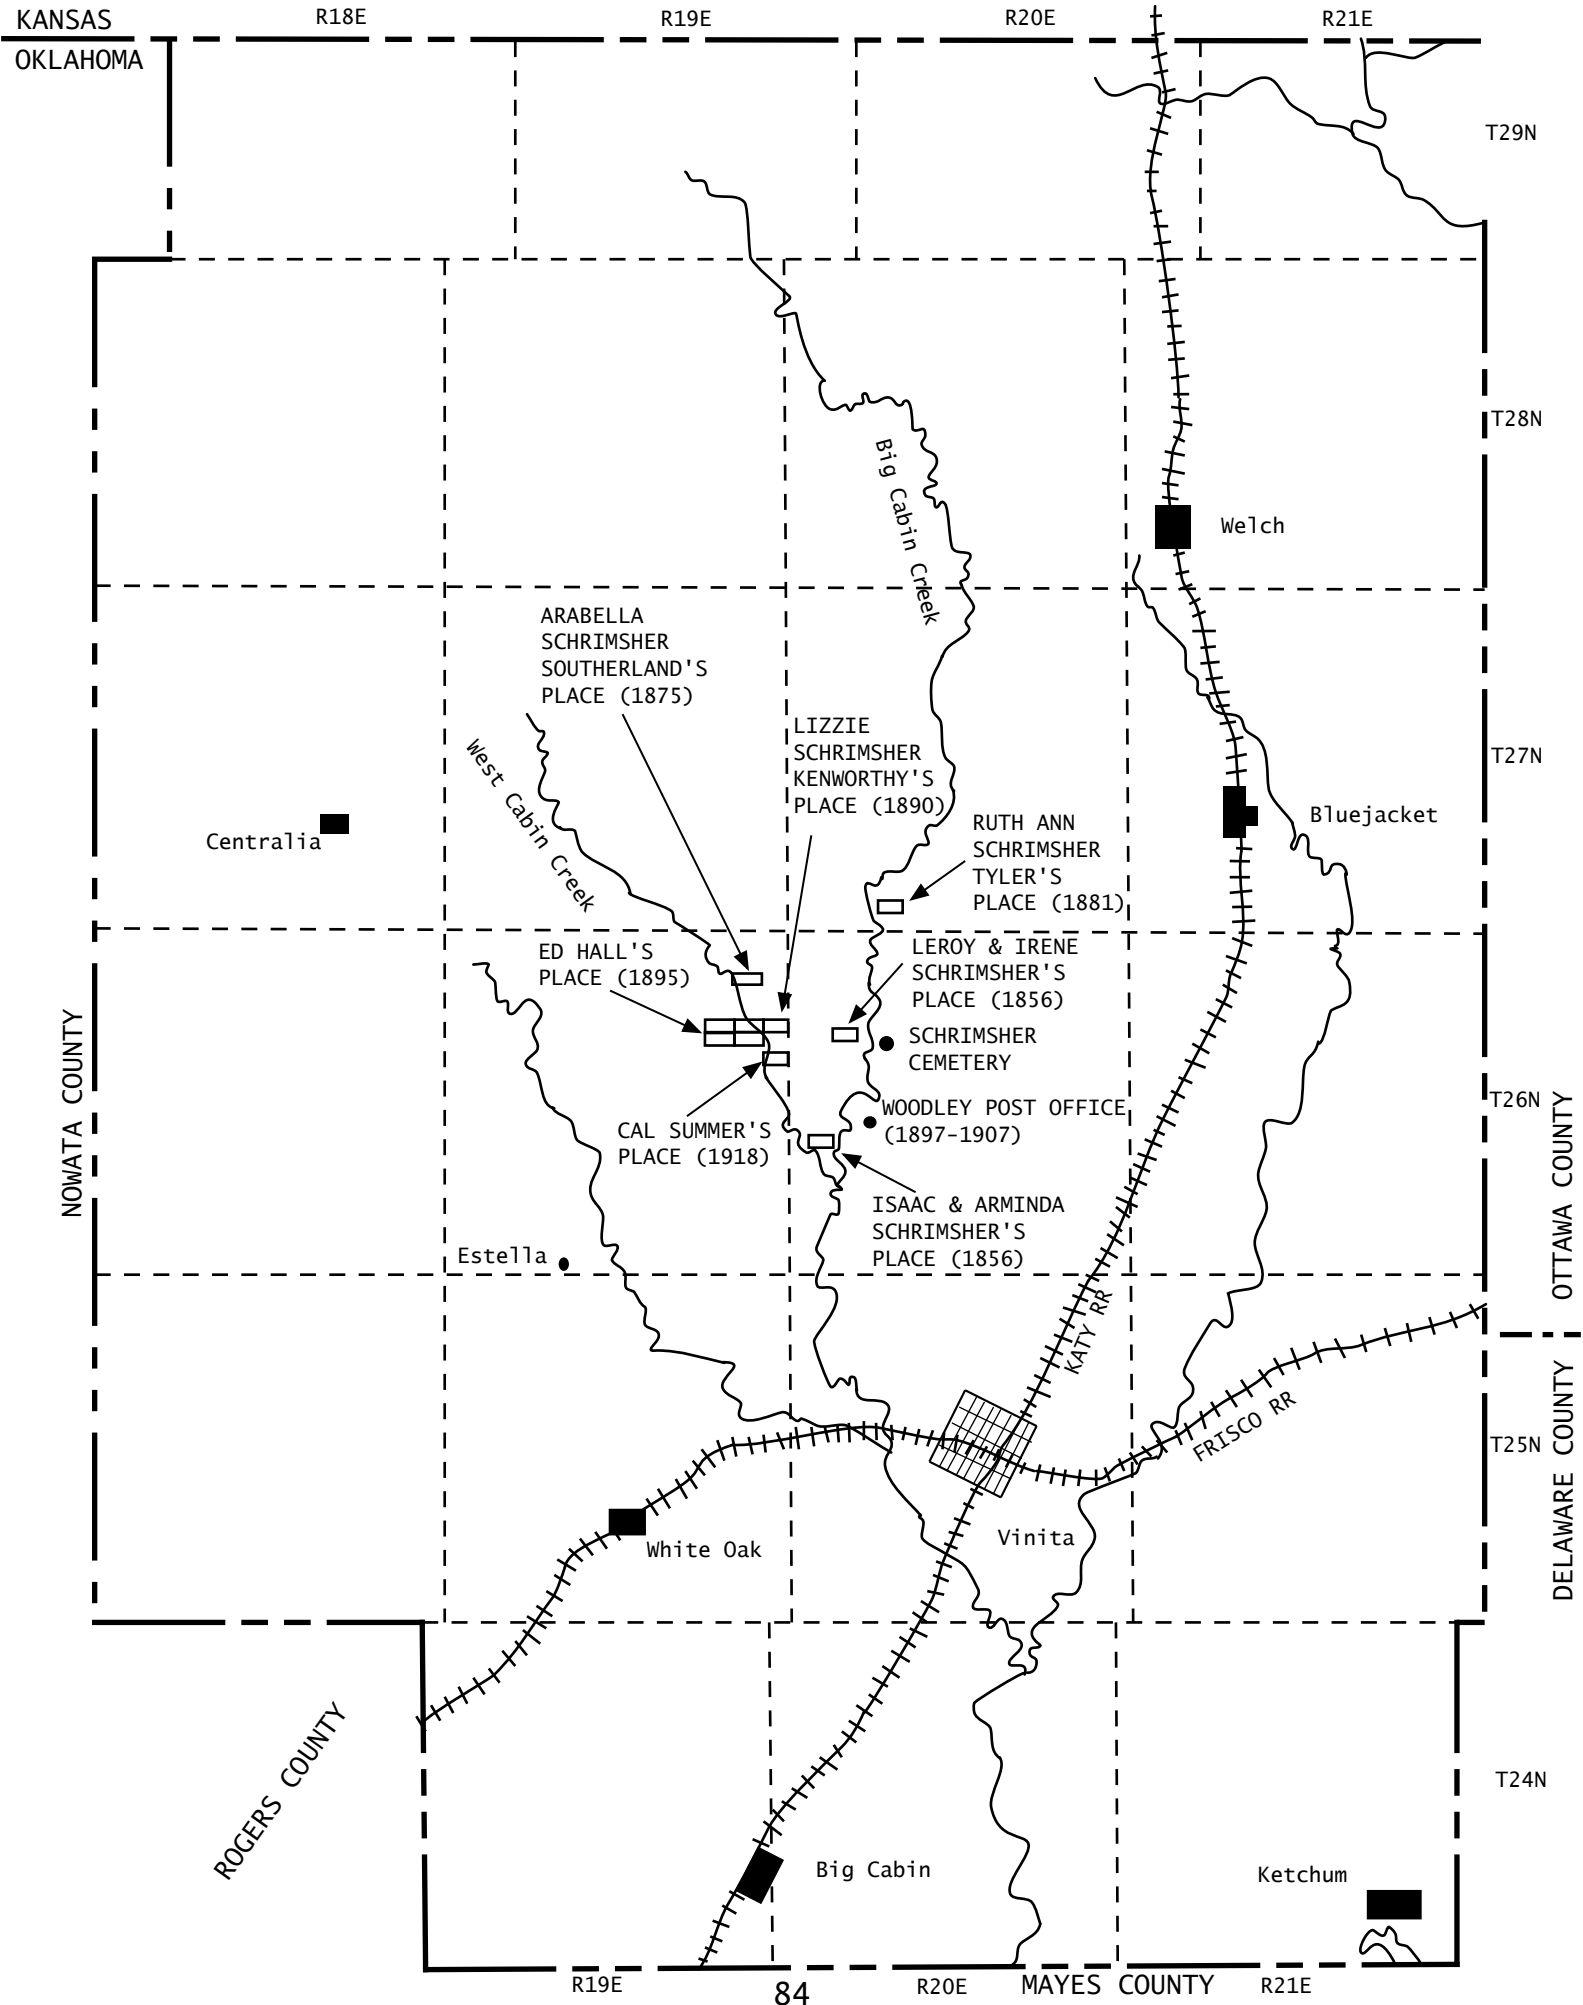 KANSAS
R18E
R19E
R20E
R21E
OKLAHOMA
T29N
T28N
Big Cabin Creek
Welch
ARABELLA
SCHRIMSHER
SOUTHERLAND'S
PLACE (1875)
LIZZIE
SCHRIMSHER
KENWORTHY'S
PLACE (1890)
West Cabin Creek
T27N
Centralia
Bluejacket
RUTH ANN
SCHRIMSHER
TYLER'S
PLACE (1881)
ED HALL'S
PLACE (1895)
LEROY & IRENE
SCHRIMSHER'S
PLACE (1856)
SCHRIMSHER
CEMETERY
NOWATA COUNTY
T26N
WOODLEY POST OFFICE
(1897-1907)
CAL SUMMER'S
PLACE (1918)
OTTAWA COUNTY
ISAAC & ARMINDA
SCHRIMSHER'S
PLACE (1856)
Estella
KATY RR
FRISCO RR
T25N
DELAWARE COUNTY
Vinita
White Oak
ROGERS COUNTY
T24N
Big Cabin
Ketchum
R19E
84
R20E
MAYES COUNTY
R21E